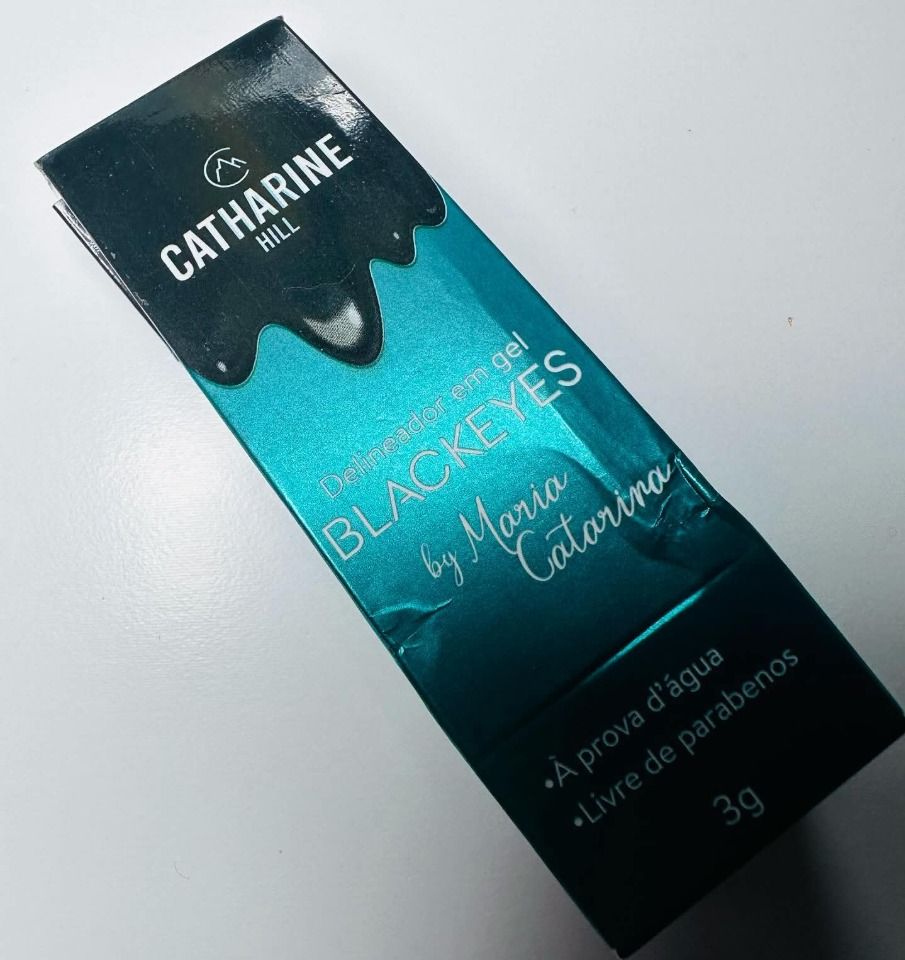 CATHARINE
HILL
Delineador em gel
BLACKEYES
by Maria
Catarina
•À prova d'água
•Livre de parabenos
3g